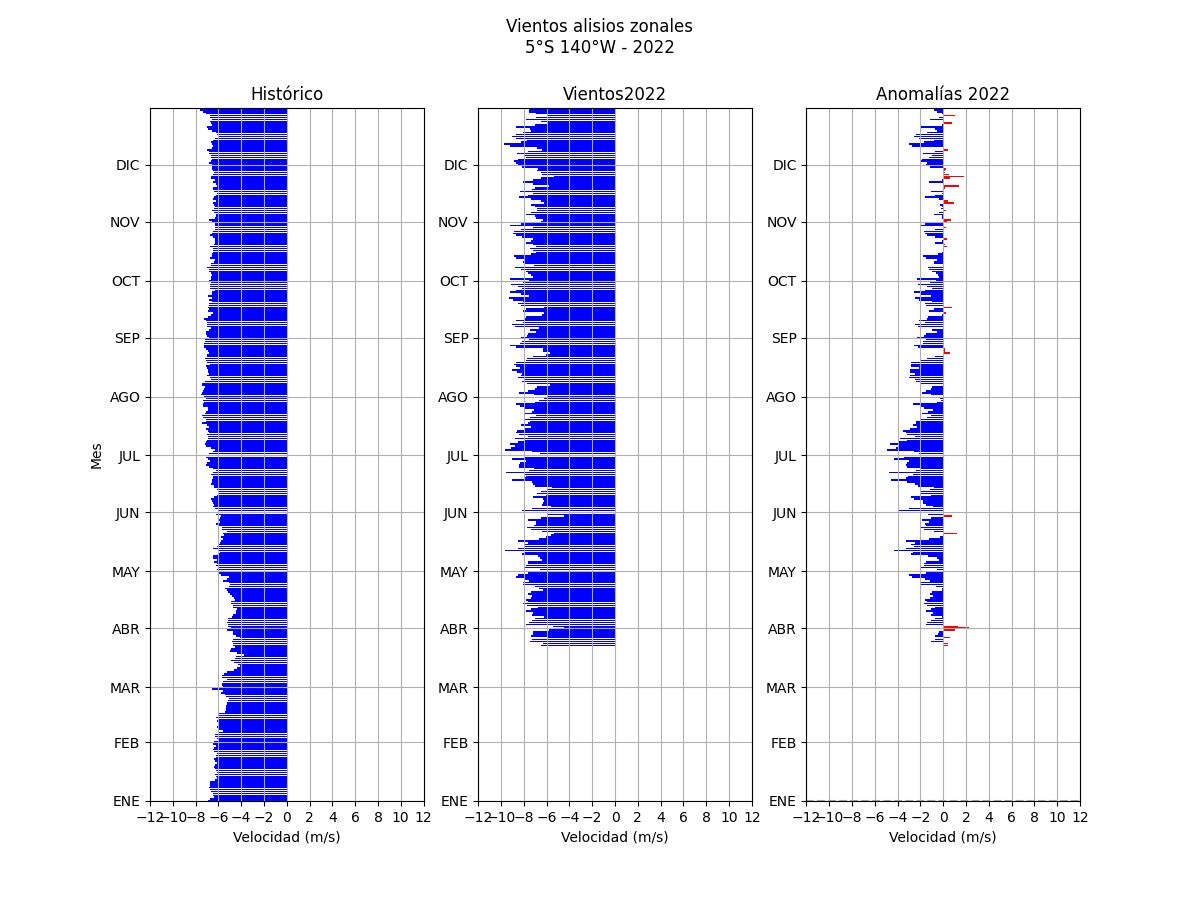 Vientos alisios zonales
5°S 140°W - 2022
Histórico
Vientos2022
Anomalías 2022
Mes
DIC
NOV
OCT
SEP
AGO
JUL
JUN
MAY
ABR
MAR
FEB
ENE
−12 −10 −8 −6 −4 −2 0 2 4 6 8 10 12
Velocidad (m/s)
DIC
NOV
OCT
SEP
AGO
JUL
JUN
MAY
ABR
MAR
FEB
ENE
−12 −10 −8 −6 −4 −2 0 2 4 6 8 10 12
Velocidad (m/s)
DIC
NOV
OCT
SEP
AGO
JUL
JUN
MAY
ABR
MAR
FEB
ENE
−12 −10 −8 −6 −4 −2 0 2 4 6 8 10 12
Velocidad (m/s)